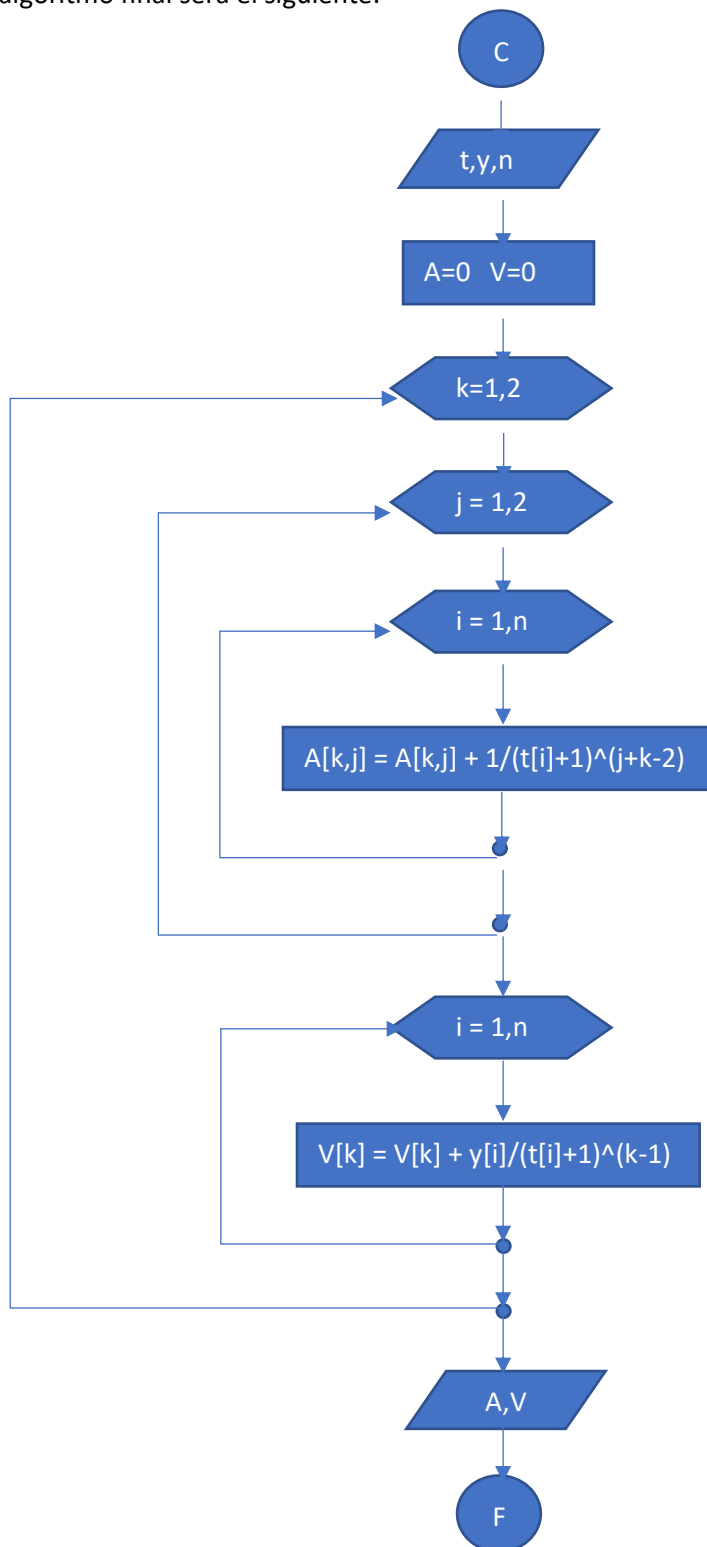 algoritmo final será el siguiente:
C
t,y,n
A=0 V=0
k=1,2
j = 1,2
i = 1,n
A[k,j] = A[k,j] + 1/(t[i]+1)^(j+k-2)
i = 1,n
V[k] = V[k] + y[i]/(t[i]+1)^(k-1)
A,V
F